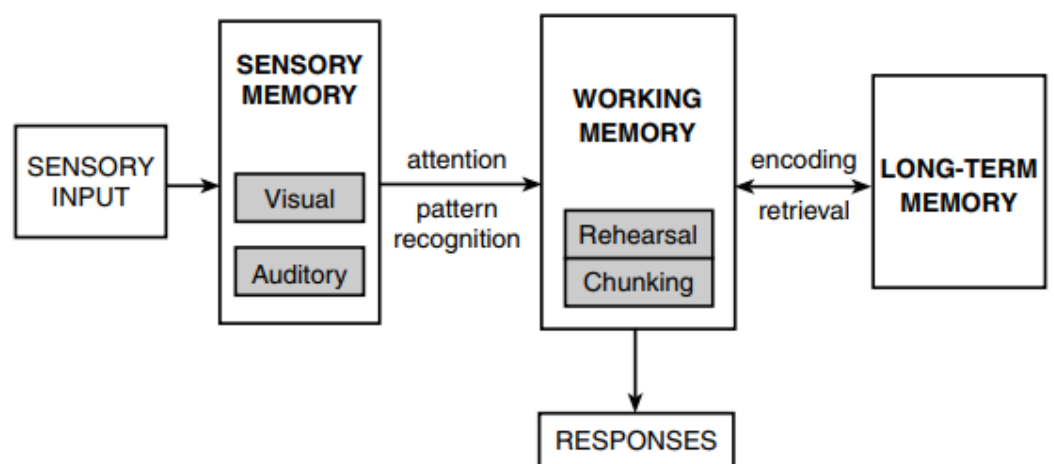 SENSORY
INPUT
SENSORY
MEMORY
Visual
Auditory
attention
pattern
recognition
WORKING
MEMORY
Rehearsal
Chunking
encoding
retrieval
LONG-TERM
MEMORY
RESPONSES